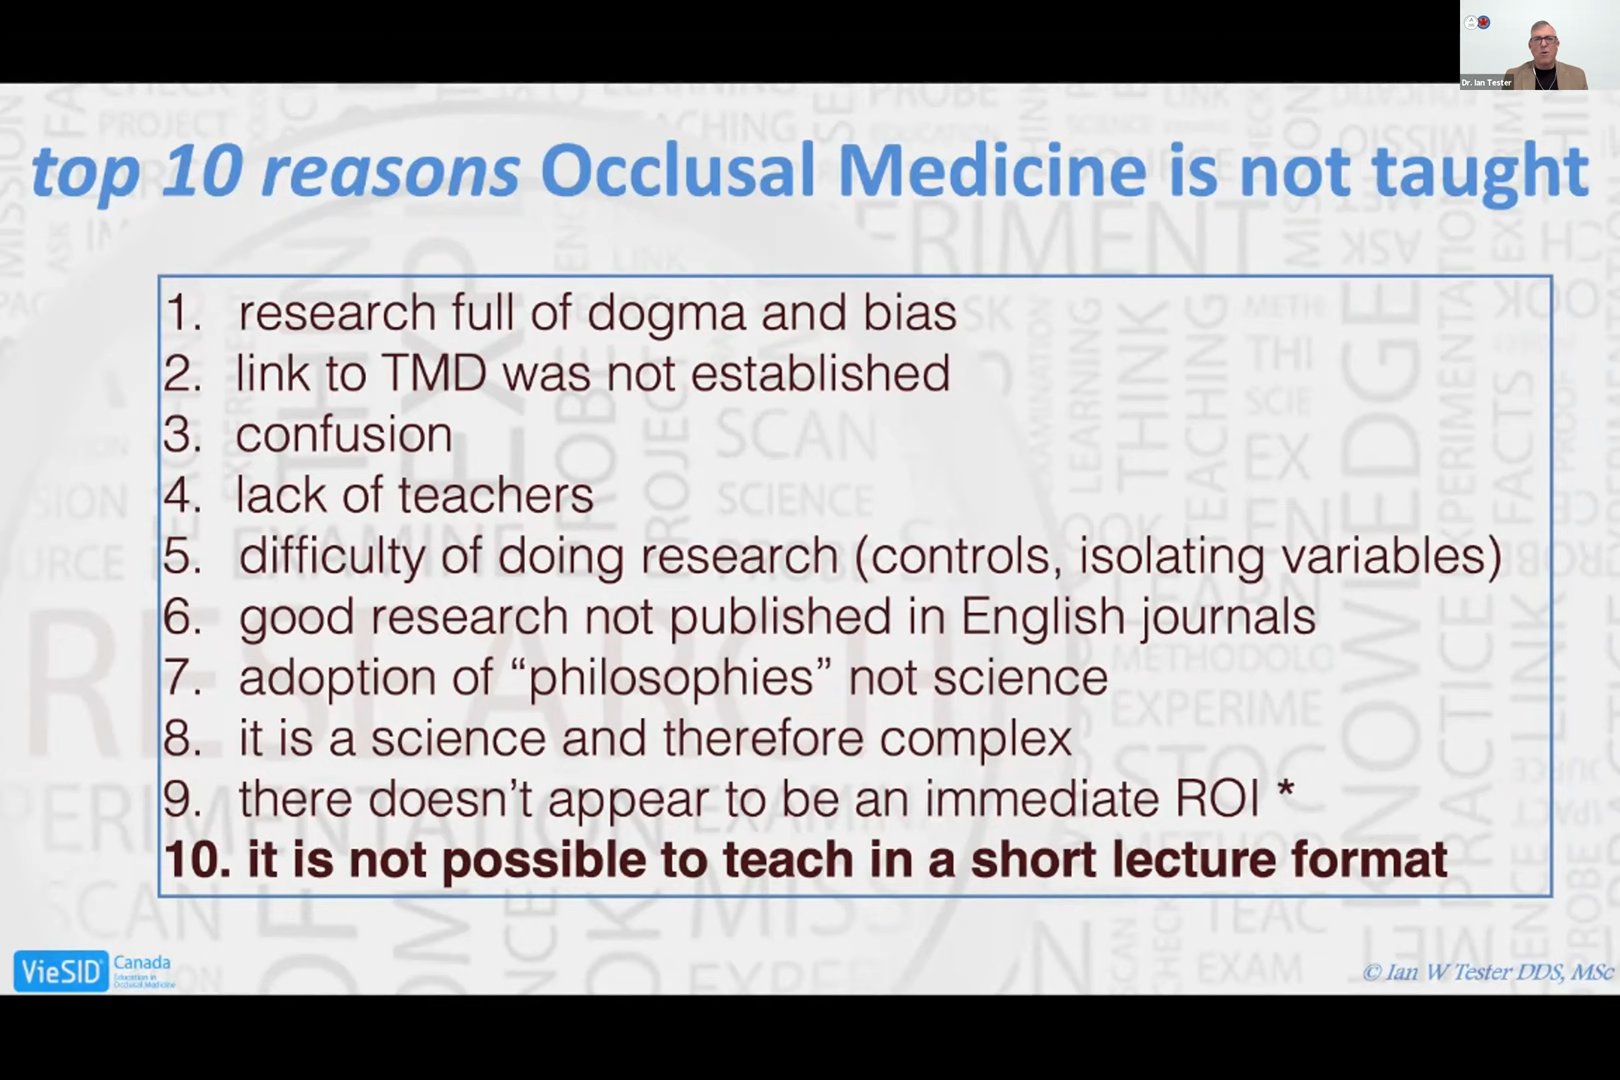 Dr. Ian Tester
top 10 reasons Occlusal Medicine is not taught
1. research full of dogma and bias
2. link to TMD was not established
3. confusion
4. lack of teachers
5. difficulty of doing research (controls, isolating variables)
6. good research not published in English journals
7. adoption of “philosophies” not science
8. it is a science and therefore complex
9. there doesn’t appear to be an immediate ROI *
10. it is not possible to teach in a short lecture format
VieSID® Canada
Education in
Occlusal Medicine
© Ian W Tester DDS, MSc